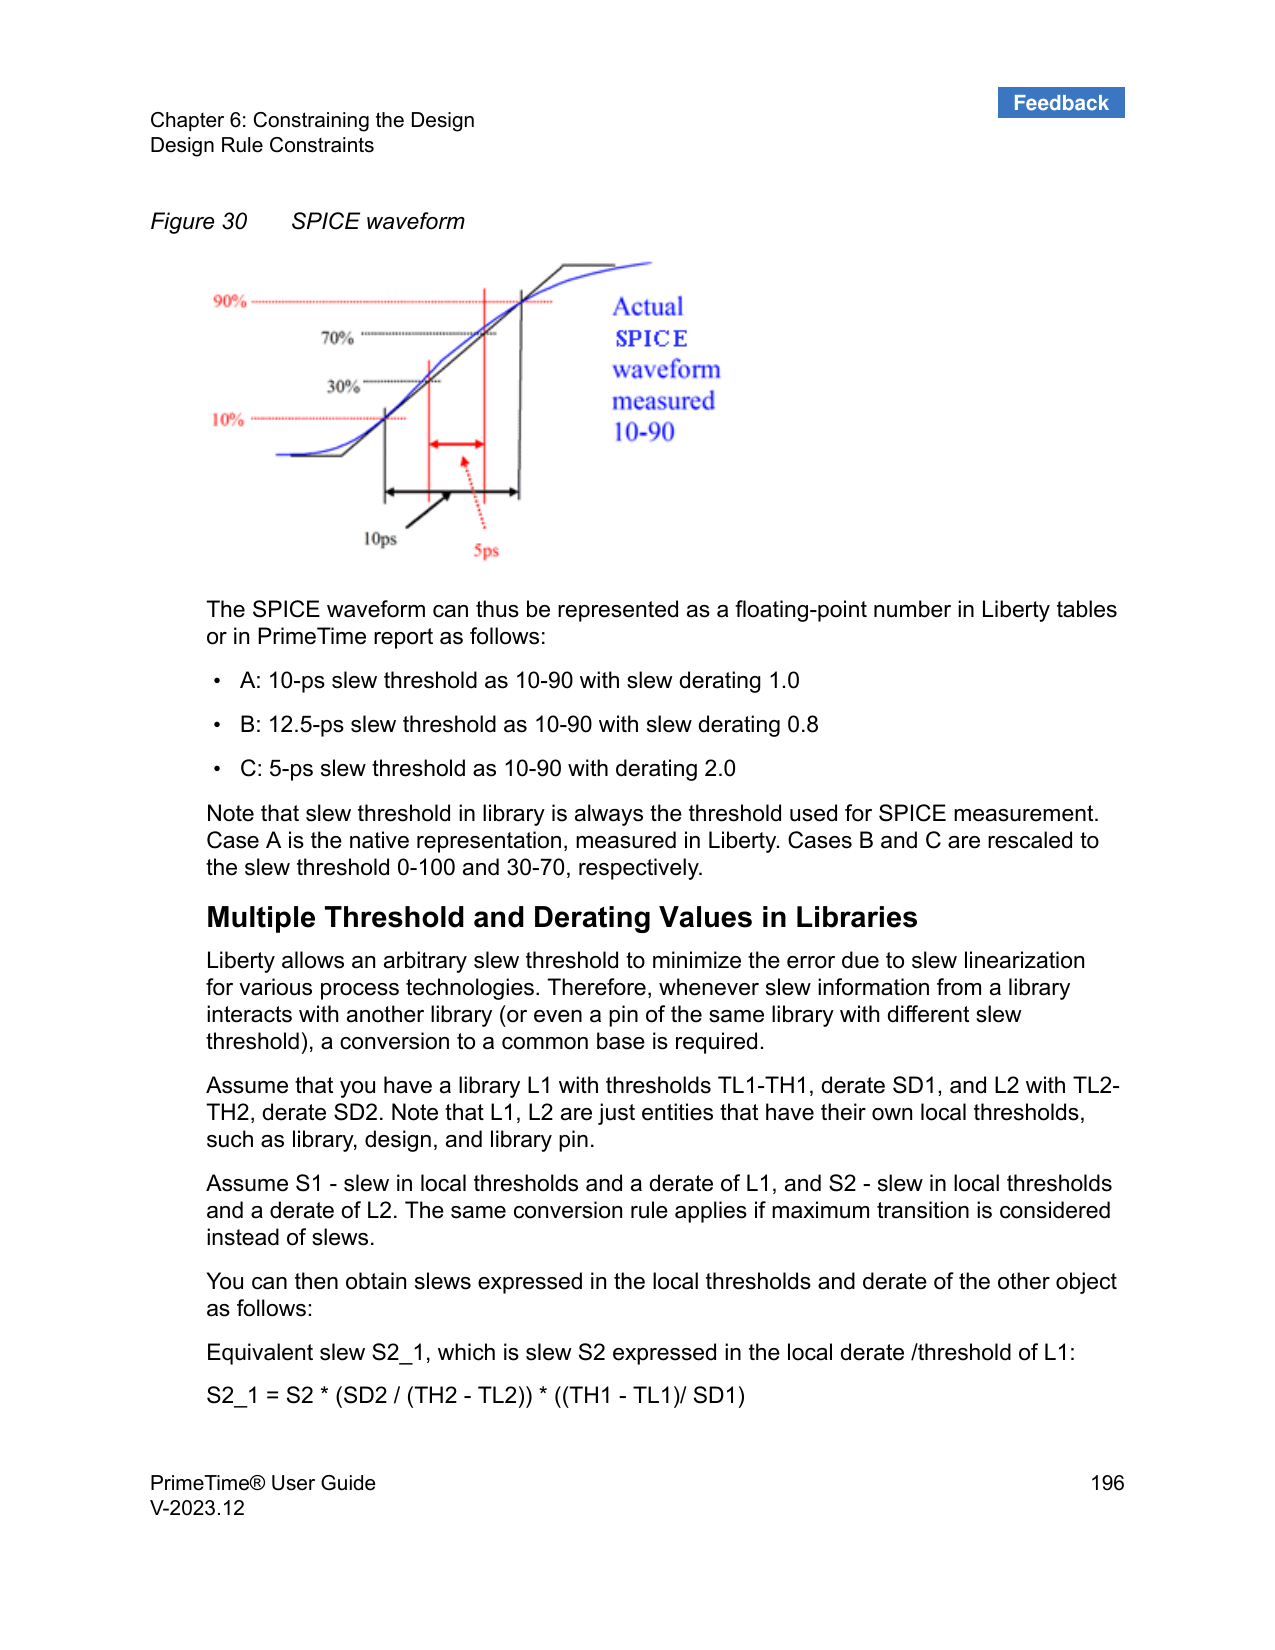 Feedback
Chapter 6: Constraining the Design
Design Rule Constraints
Figure 30 SPICE waveform
90%
70%
30%
10%
Actual
SPICE
waveform
measured
10-90
10ps
5ps
The SPICE waveform can thus be represented as a floating-point number in Liberty tables
or in PrimeTime report as follows:
• A: 10-ps slew threshold as 10-90 with slew derating 1.0
• B: 12.5-ps slew threshold as 10-90 with slew derating 0.8
• C: 5-ps slew threshold as 10-90 with derating 2.0
Note that slew threshold in library is always the threshold used for SPICE measurement.
Case A is the native representation, measured in Liberty. Cases B and C are rescaled to
the slew threshold 0-100 and 30-70, respectively.
Multiple Threshold and Derating Values in Libraries
Liberty allows an arbitrary slew threshold to minimize the error due to slew linearization
for various process technologies. Therefore, whenever slew information from a library
interacts with another library (or even a pin of the same library with different slew
threshold), a conversion to a common base is required.
Assume that you have a library L1 with thresholds TL1-TH1, derate SD1, and L2 with TL2-
TH2, derate SD2. Note that L1, L2 are just entities that have their own local thresholds,
such as library, design, and library pin.
Assume S1 - slew in local thresholds and a derate of L1, and S2 - slew in local thresholds
and a derate of L2. The same conversion rule applies if maximum transition is considered
instead of slews.
You can then obtain slews expressed in the local thresholds and derate of the other object
as follows:
Equivalent slew S2_1, which is slew S2 expressed in the local derate /threshold of L1:
S2_1 = S2 * (SD2 / (TH2 - TL2)) * ((TH1 - TL1)/ SD1)
PrimeTime® User Guide
V-2023.12
196